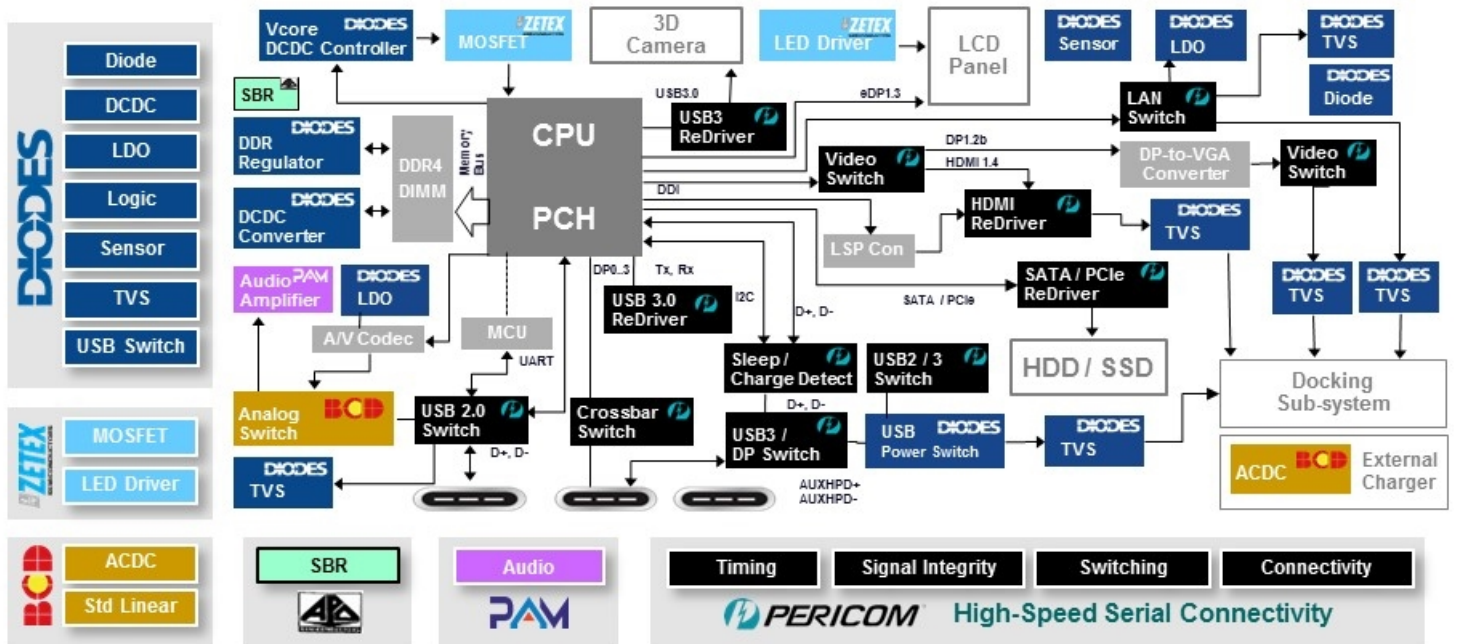 DIODES
Diode
DCDC
LDO
Logic
Sensor
TVS
USB Switch
ZETEX
SEMICONDUCTORS
MOSFET
LED Driver
BCD
ACDC
Std Linear
Vcore DIODES
DCDC Controller
ZETEX
MOSFET
3D
Camera
ZETEX
LED Driver
LCD
Panel
DIODES
Sensor
DIODES
LDO
DIODES
TVS
DIODES
Diode
SBR
USB3.0
eDP1.3
USB3
ReDriver
LAN
Switch
CPU
PCH
DIODES
DDR
Regulator
DDR4
DIMM
Memory
Bus
DIODES
DCDC
Converter
DDI
Video
Switch
DP1.2b
HDMI 1.4
DP-to-VGA
Converter
Video
Switch
HDMI
ReDriver
LSP Con
DIODES
TVS
Audio PAM
Amplifier
DIODES
LDO
A/V Codec
MCU
UART
DP0..3
Tx, Rx
USB 3.0
ReDriver
I2C
D+, D-
SATA / PCIe
SATA / PCIe
ReDriver
DIODES
TVS
DIODES
TVS
HDD / SSD
Sleep /
Charge Detect
USB2 / 3
Switch
D+, D-
Analog BCD
Switch
USB 2.0
Switch
D+, D-
Crossbar
Switch
USB3 /
DP Switch
USB DIODES
Power Switch
DIODES
TVS
Docking
Sub-system
DIODES
TVS
AUXHPD+
AUXHPD-
ACDC BCD
External
Charger
SBR
APD
Audio
PAM
Timing
Signal Integrity
Switching
Connectivity
PERICOM
High-Speed Serial Connectivity